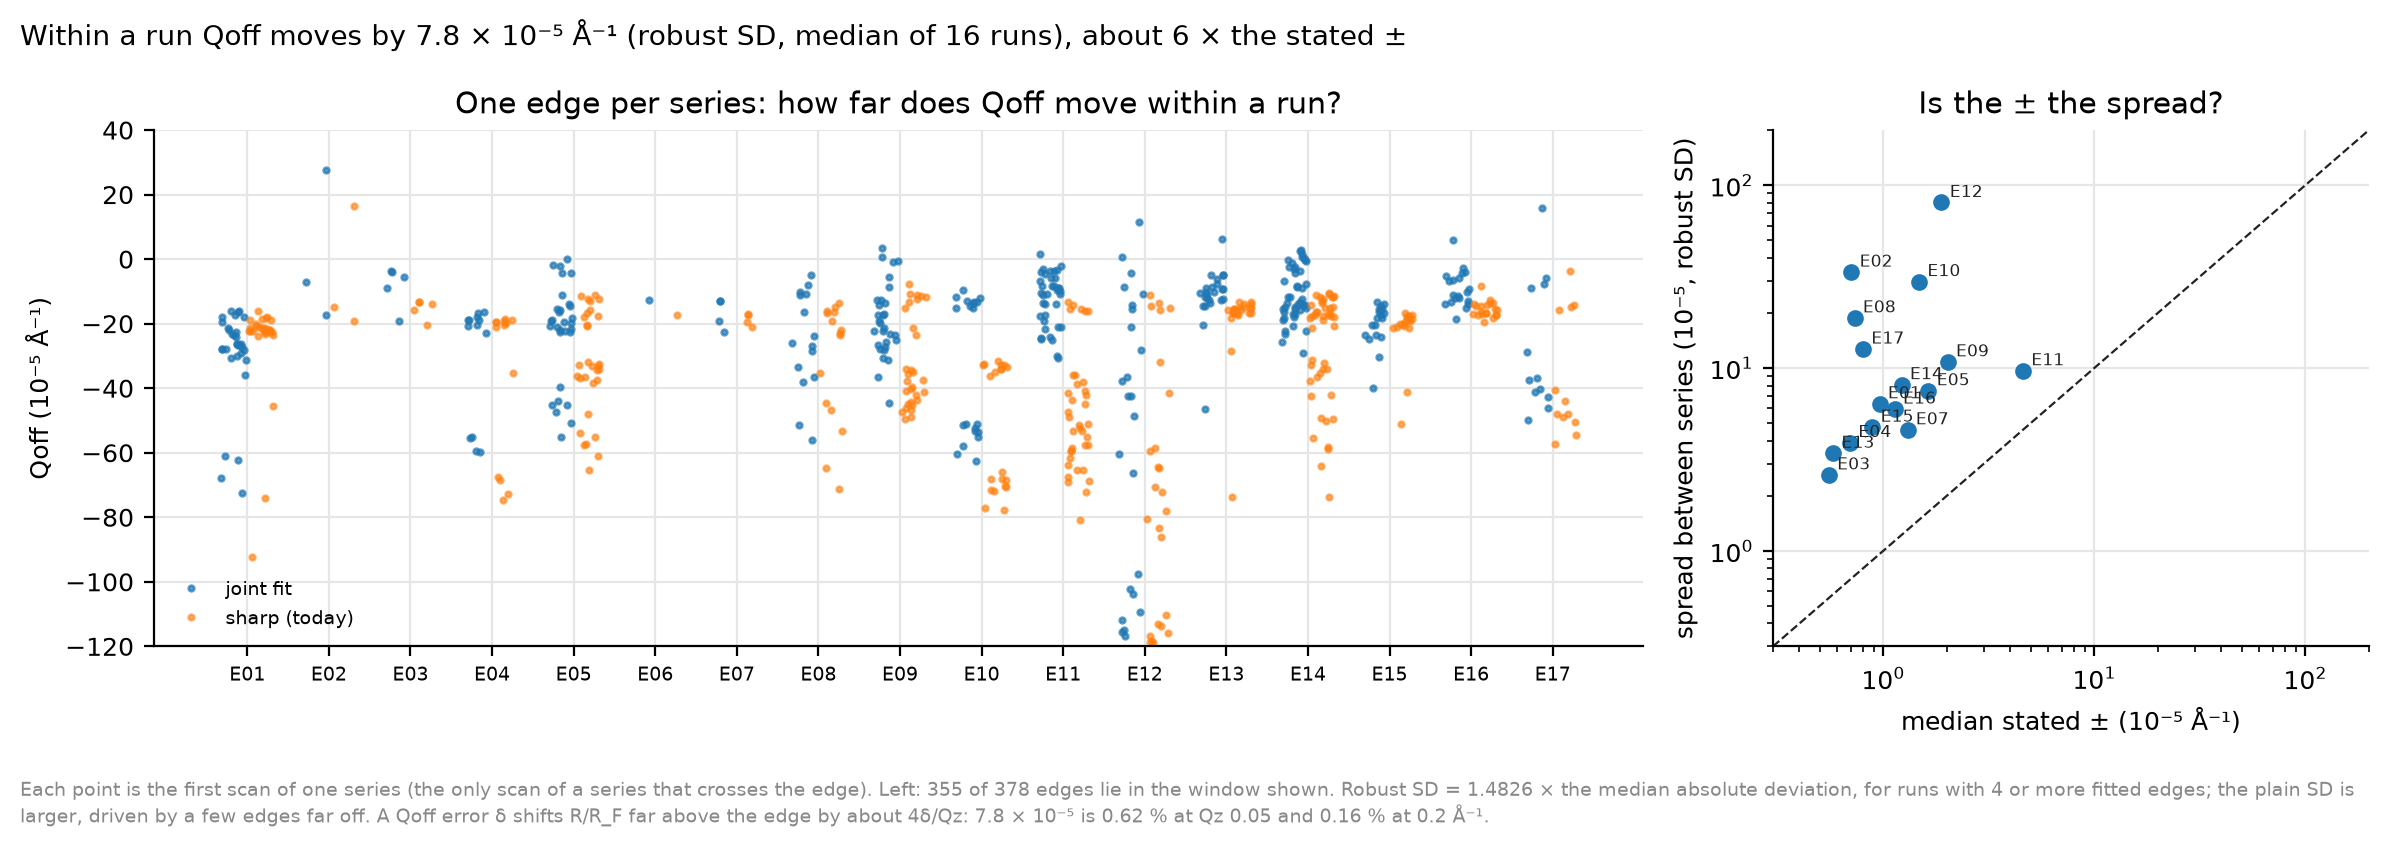 Within a run Qoff moves by 7.8 × 10⁻⁵ Å⁻¹ (robust SD, median of 16 runs), about 6 × the stated ±
One edge per series: how far does Qoff move within a run?
Qoff (10⁻⁵ Å⁻¹)
40
20
0
−20
−40
−60
−80
−100
−120
joint fit
sharp (today)
E01 E02 E03 E04 E05 E06 E07 E08 E09 E10 E11 E12 E13 E14 E15 E16 E17
Is the ± the spread?
spread between series (10⁻⁵, robust SD)
10²
10¹
10⁰
E12
E02
E10
E08
E17
E09
E11
E14
E05
E01
E16
E15
E07
E04
E13
E03
10⁰ 10¹ 10²
median stated ± (10⁻⁵ Å⁻¹)
Each point is the first scan of one series (the only scan of a series that crosses the edge). Left: 355 of 378 edges lie in the window shown. Robust SD = 1.4826 × the median absolute deviation, for runs with 4 or more fitted edges; the plain SD is
larger, driven by a few edges far off. A Qoff error δ shifts R/R_F far above the edge by about 4δ/Qz: 7.8 × 10⁻⁵ is 0.62 % at Qz 0.05 and 0.16 % at 0.2 Å⁻¹.